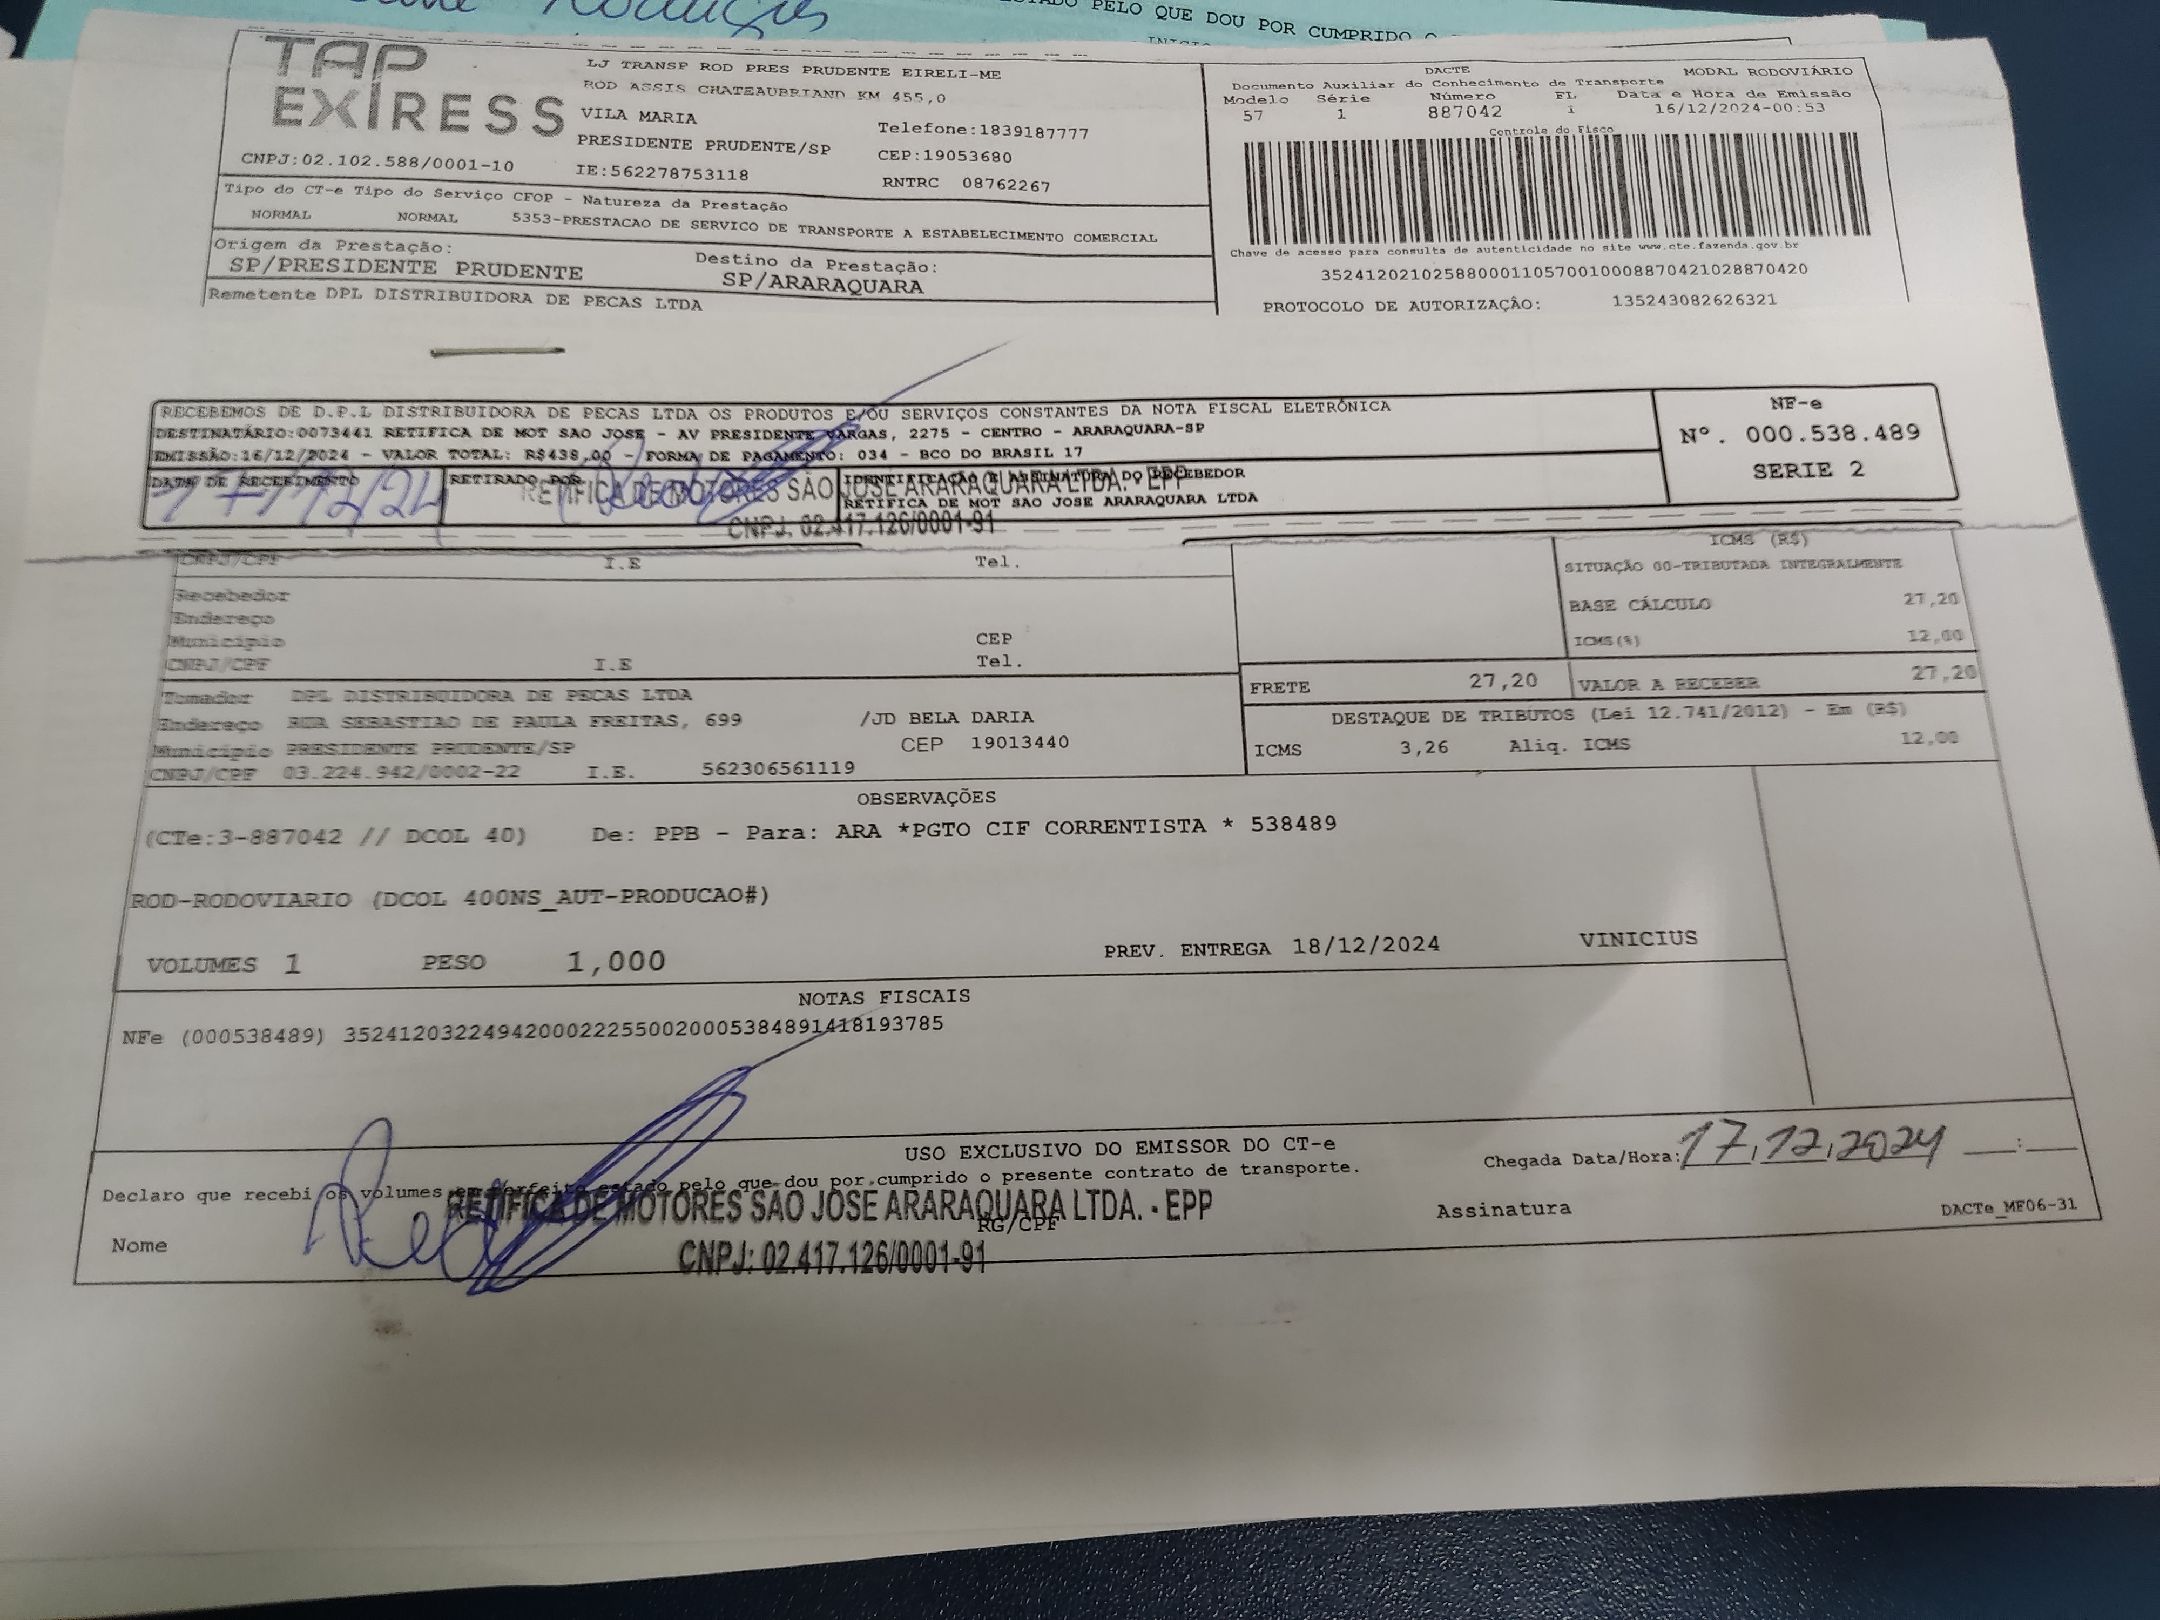 PELO QUE DOU POR CUMPRIDO O
TAP
EXIRESS
LJ TRANSP ROD PRES PRUDENTE EIRELI-ME
ROD ASSIS CHATEAUBRIAND KM 455,0
VILA MARIA
Telefone:1839187777
PRESIDENTE PRUDENTE/SP
CEP:19053680
CNPJ:02.102.588/0001-10
IE:562278753118
RNTRC 08762267
DACTE
MODAL RODOVIÁRIO
Documento Auxiliar do Conhecimento de Transporte
Modelo Série Número FL Data e Hora de Emissão
57 1 887042 1 16/12/2024-00:53
Controle do Fisco
Chave de acesso para consulta de autenticidade no site www.cte.fazenda.gov.br
35241202102588000110570010008870421028870420
PROTOCOLO DE AUTORIZAÇÃO: 135243082626321
Tipo do CT-e Tipo do Serviço CFOP - Natureza da Prestação
NORMAL NORMAL 5353-PRESTACAO DE SERVICO DE TRANSPORTE A ESTABELECIMENTO COMERCIAL
Origem da Prestação: Destino da Prestação:
SP/PRESIDENTE PRUDENTE SP/ARARAQUARA
Remetente DPL DISTRIBUIDORA DE PECAS LTDA
RECEBEMOS DE D.P.L DISTRIBUIDORA DE PECAS LTDA OS PRODUTOS E/OU SERVIÇOS CONSTANTES DA NOTA FISCAL ELETRÔNICA
DESTINATÁRIO:0073441 RETIFICA DE MOT SAO JOSE - AV PRESIDENTE VARGAS, 2275 - CENTRO - ARARAQUARA-SP
EMISSÃO:16/12/2024 - VALOR TOTAL: R$438,00 - FORMA DE PAGAMENTO: 034 - BCO DO BRASIL 17
NF-e
Nº. 000.538.489
SERIE 2
DATA DE RECEBIMENTO RETIRADO POR IDENTIFICAÇÃO E ASSINATURA DO RECEBEDOR
17/12/24
RETIFICA DE MOTORES SÃO JOSE ARARAQUARA LTDA. - EPP
RETIFICA DE MOT SAO JOSE ARARAQUARA LTDA
CNPJ. 02.417.126/0001-91
CNPJ/CPF I.E Tel.
Recebedor
Endereço
Município CEP
CNPJ/CPF I.E Tel.
ICMS (R$)
SITUAÇÃO 00-TRIBUTADA INTEGRALMENTE
BASE CÁLCULO 27,20
ICMS(%) 12,00
FRETE 27,20 VALOR A RECEBER 27,20
Tomador DPL DISTRIBUIDORA DE PECAS LTDA
Endereço RUA SEBASTIAO DE PAULA FREITAS, 699 /JD BELA DARIA
Município PRESIDENTE PRUDENTE/SP CEP 19013440
CNPJ/CPF 03.224.942/0002-22 I.E. 562306561119
DESTAQUE DE TRIBUTOS (Lei 12.741/2012) - Em (R$)
ICMS 3,26 Aliq. ICMS 12,00
OBSERVAÇÕES
(CTe:3-887042 // DCOL 40) De: PPB - Para: ARA *PGTO CIF CORRENTISTA * 538489
ROD-RODOVIARIO (DCOL 400NS_AUT-PRODUCAO#)
VOLUMES 1 PESO 1,000 PREV. ENTREGA 18/12/2024 VINICIUS
NOTAS FISCAIS
NFe (000538489) 35241203224942000222550020005384891418193785
USO EXCLUSIVO DO EMISSOR DO CT-e
Declaro que recebi os volumes em perfeito estado pelo que dou por cumprido o presente contrato de transporte.
Chegada Data/Hora: 17,12,2024 :
RETIFICA DE MOTORES SAO JOSE ARARAQUARA LTDA. - EPP
Nome RG/CPF Assinatura DACTe_MF06-31
CNPJ: 02.417.126/0001-91